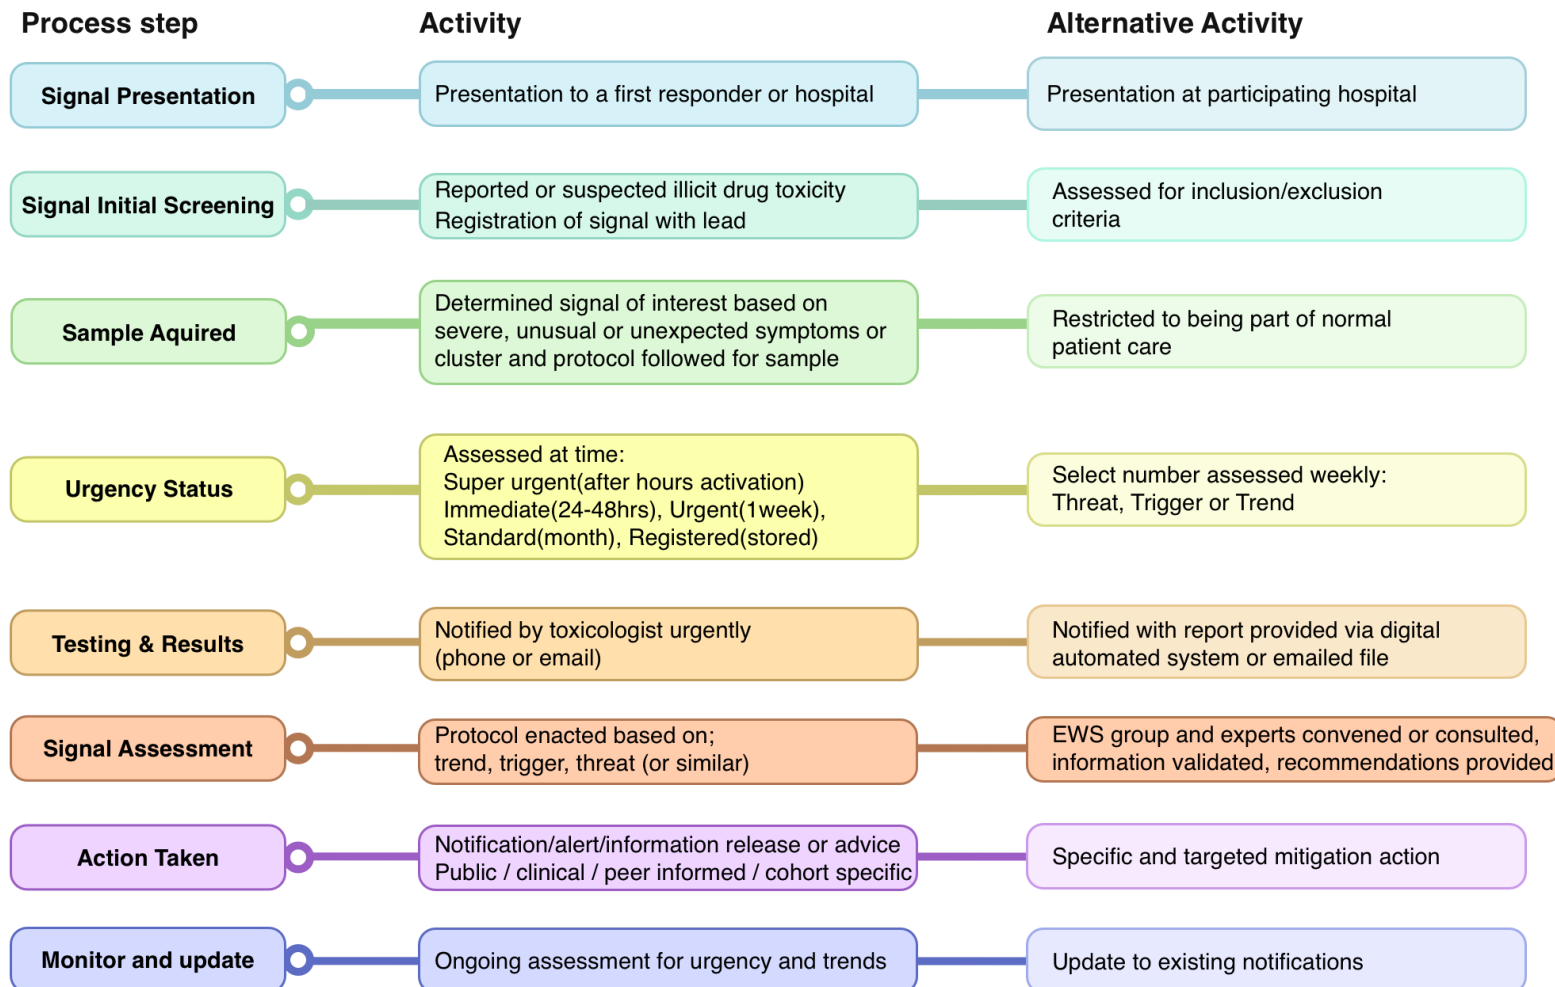 Process step
Activity
Alternative Activity
Signal Presentation
Presentation to a first responder or hospital
Presentation at participating hospital
Signal Initial Screening
Reported or suspected illicit drug toxicity
Registration of signal with lead
Assessed for inclusion/exclusion
criteria
Sample Aquired
Determined signal of interest based on
severe, unusual or unexpected symptoms or
cluster and protocol followed for sample
Restricted to being part of normal
patient care
Urgency Status
Assessed at time:
Super urgent(after hours activation)
Immediate(24-48hrs), Urgent(1week),
Standard(month), Registered(stored)
Select number assessed weekly:
Threat, Trigger or Trend
Testing & Results
Notified by toxicologist urgently
(phone or email)
Notified with report provided via digital
automated system or emailed file
Signal Assessment
Protocol enacted based on;
trend, trigger, threat (or similar)
EWS group and experts convened or consulted,
information validated, recommendations provided
Action Taken
Notification/alert/information release or advice
Public / clinical / peer informed / cohort specific
Specific and targeted mitigation action
Monitor and update
Ongoing assessment for urgency and trends
Update to existing notifications